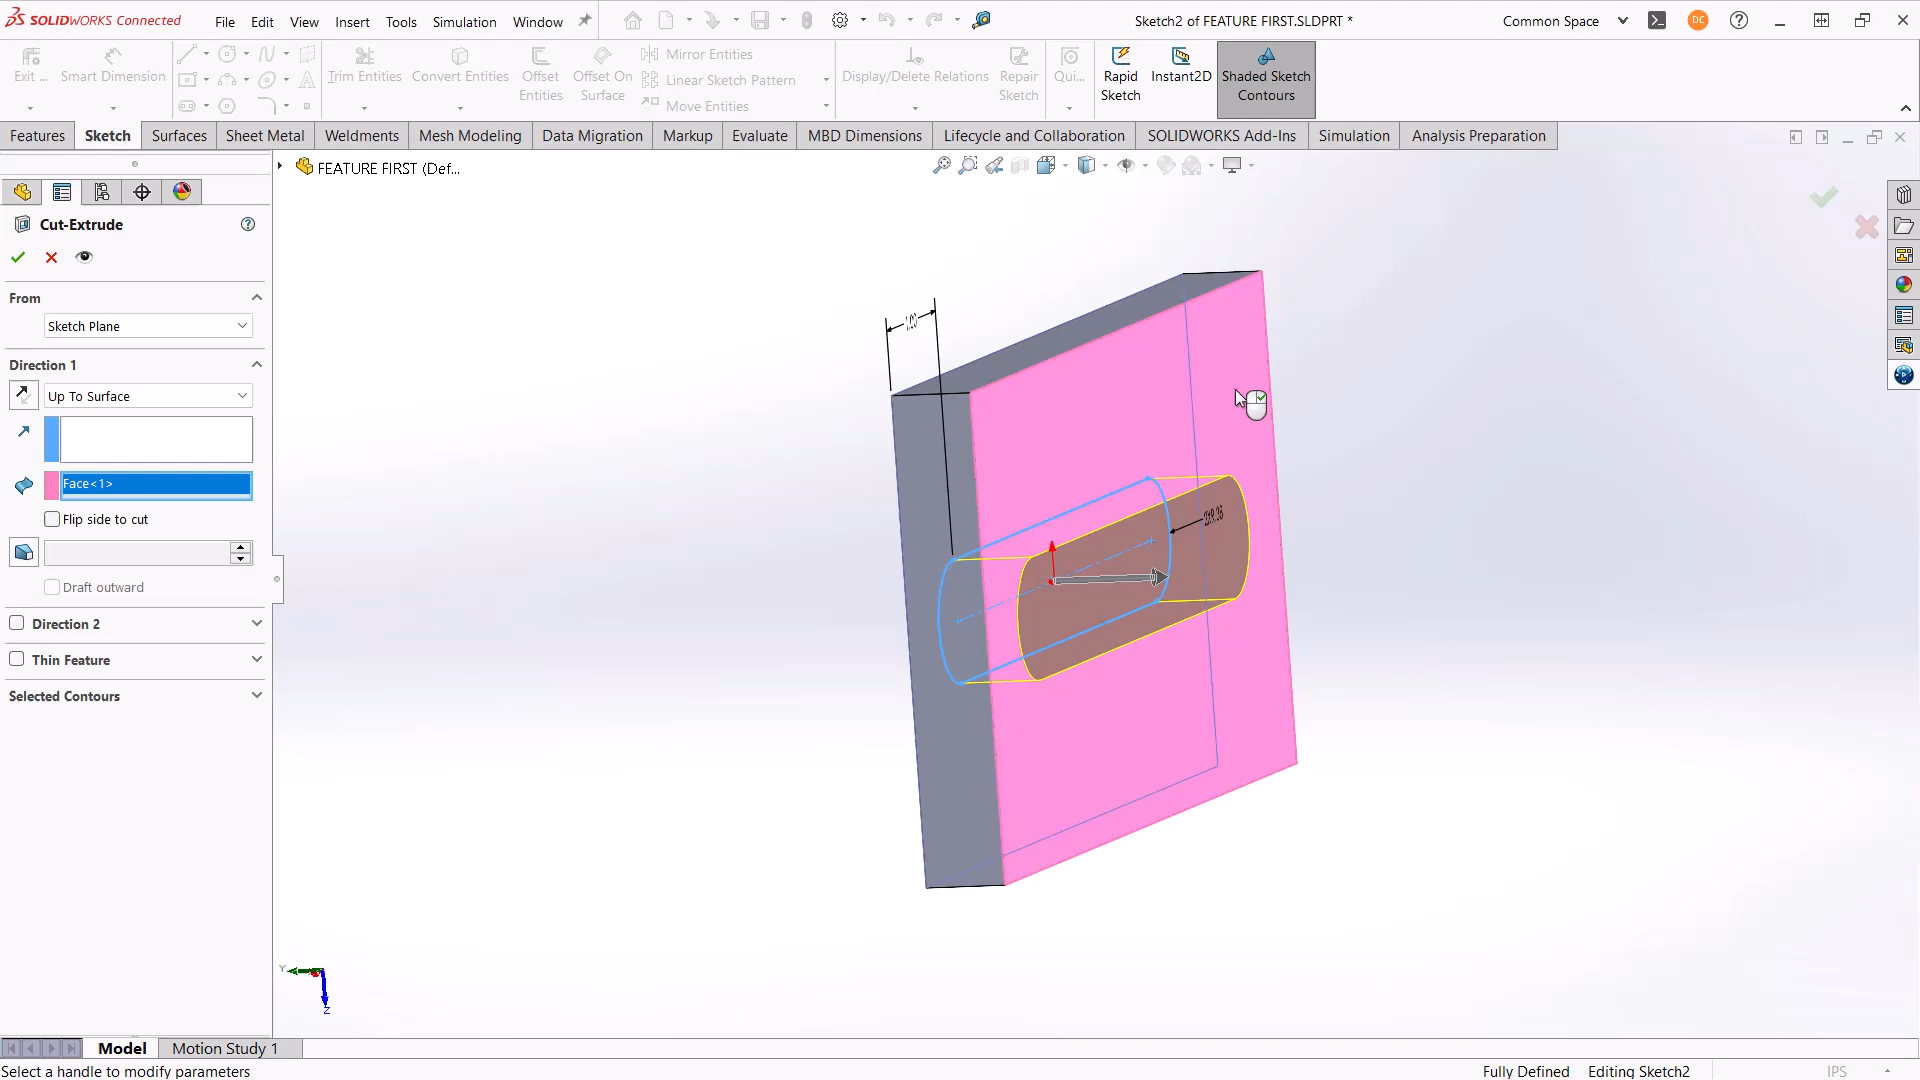 SOLIDWORKS Connected
File Edit View Insert Tools Simulation Window
Sketch2 of FEATURE FIRST.SLDPRT *
Common Space
DC
Exit ...
Smart Dimension
Trim Entities
Convert Entities
Offset Entities
Offset On Surface
Mirror Entities
Linear Sketch Pattern
Move Entities
Display/Delete Relations
Repair Sketch
Qui...
Rapid Sketch
Instant2D
Shaded Sketch Contours
Features Sketch Surfaces Sheet Metal Weldments Mesh Modeling Data Migration Markup Evaluate MBD Dimensions Lifecycle and Collaboration SOLIDWORKS Add-Ins Simulation Analysis Preparation
FEATURE FIRST (Def...
Cut-Extrude
From
Sketch Plane
Direction 1
Up To Surface
Face<1>
Flip side to cut
Draft outward
Direction 2
Thin Feature
Selected Contours
1.00
Y
Z
Model Motion Study 1
Select a handle to modify parameters
Fully Defined Editing Sketch2 IPS